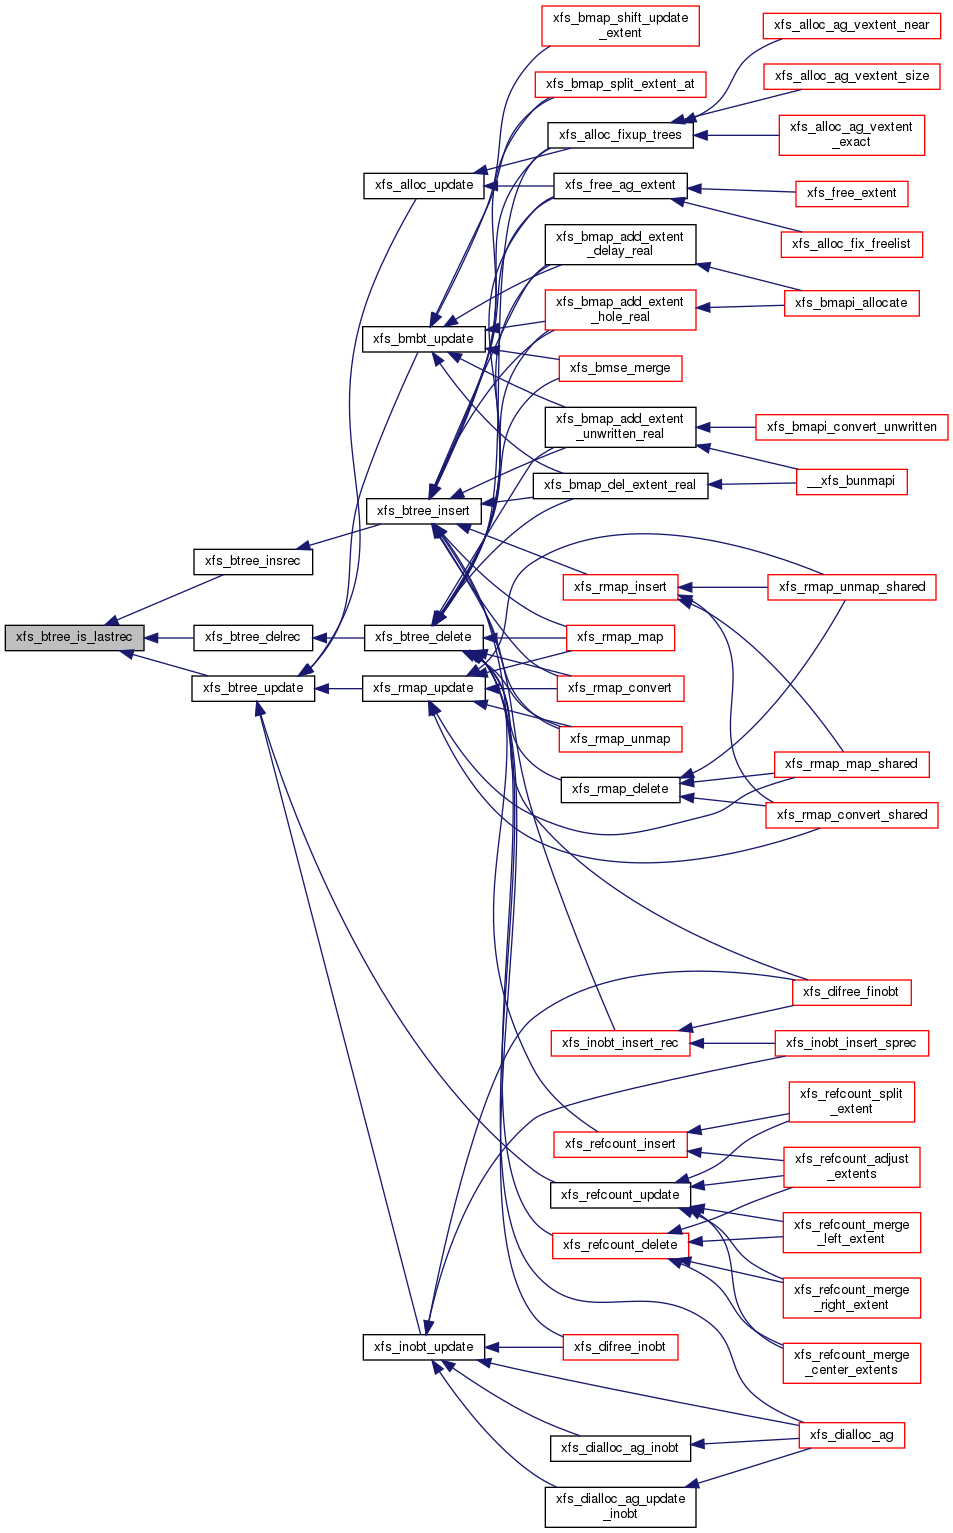 xfs_bmap_shift_update
_extent
xfs_alloc_ag_vextent_near
xfs_bmap_split_extent_at
xfs_alloc_ag_vextent_size
xfs_alloc_fixup_trees
xfs_alloc_ag_vextent
_exact
xfs_alloc_update
xfs_free_ag_extent
xfs_free_extent
xfs_bmap_add_extent
_delay_real
xfs_alloc_fix_freelist
xfs_bmap_add_extent
_hole_real
xfs_bmapi_allocate
xfs_bmbt_update
xfs_bmse_merge
xfs_bmap_add_extent
_unwritten_real
xfs_bmapi_convert_unwritten
xfs_bmap_del_extent_real
__xfs_bunmapi
xfs_btree_insert
xfs_btree_insrec
xfs_rmap_insert
xfs_rmap_unmap_shared
xfs_btree_is_lastrec
xfs_btree_delrec
xfs_btree_delete
xfs_rmap_map
xfs_btree_update
xfs_rmap_update
xfs_rmap_convert
xfs_rmap_unmap
xfs_rmap_map_shared
xfs_rmap_delete
xfs_rmap_convert_shared
xfs_difree_finobt
xfs_inobt_insert_rec
xfs_inobt_insert_sprec
xfs_refcount_split
_extent
xfs_refcount_insert
xfs_refcount_adjust
_extents
xfs_refcount_update
xfs_refcount_merge
_left_extent
xfs_refcount_delete
xfs_refcount_merge
_right_extent
xfs_inobt_update
xfs_difree_inobt
xfs_refcount_merge
_center_extents
xfs_dialloc_ag
xfs_dialloc_ag_inobt
xfs_dialloc_ag_update
_inobt